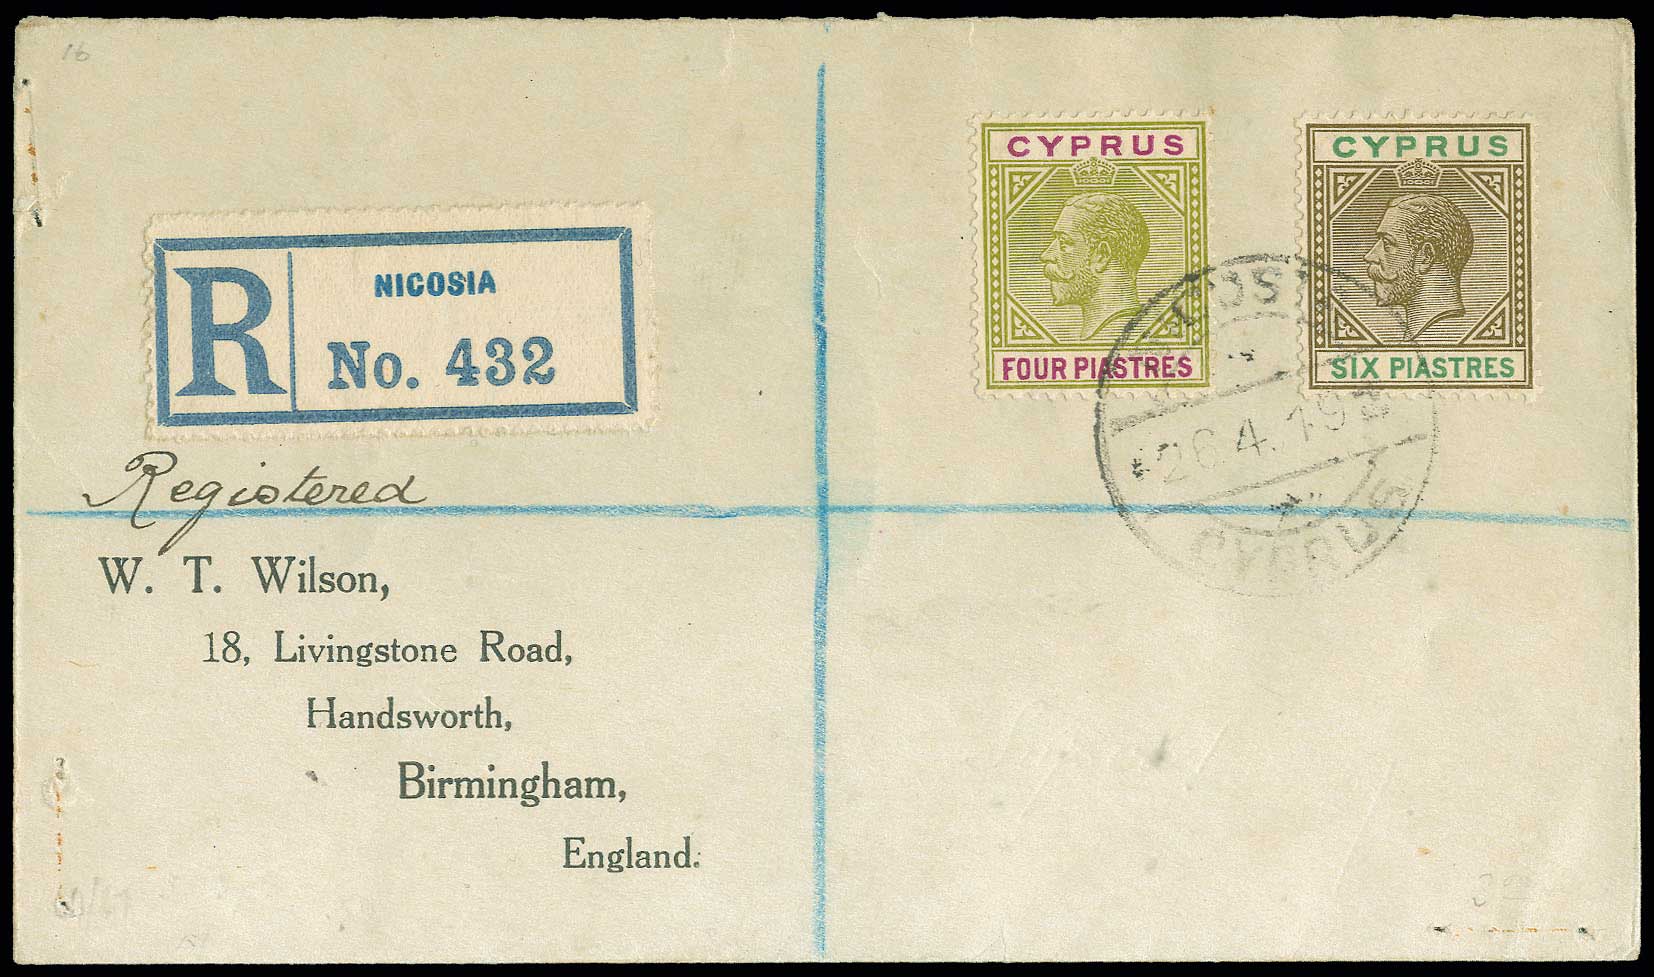 16
R
NICOSIA
No. 432
CYPRUS
FOUR PIASTRES
CYPRUS
SIX PIASTRES
26.4.19
CYPRUS
Registered
W. T. Wilson,
18, Livingstone Road,
Handsworth,
Birmingham,
England.